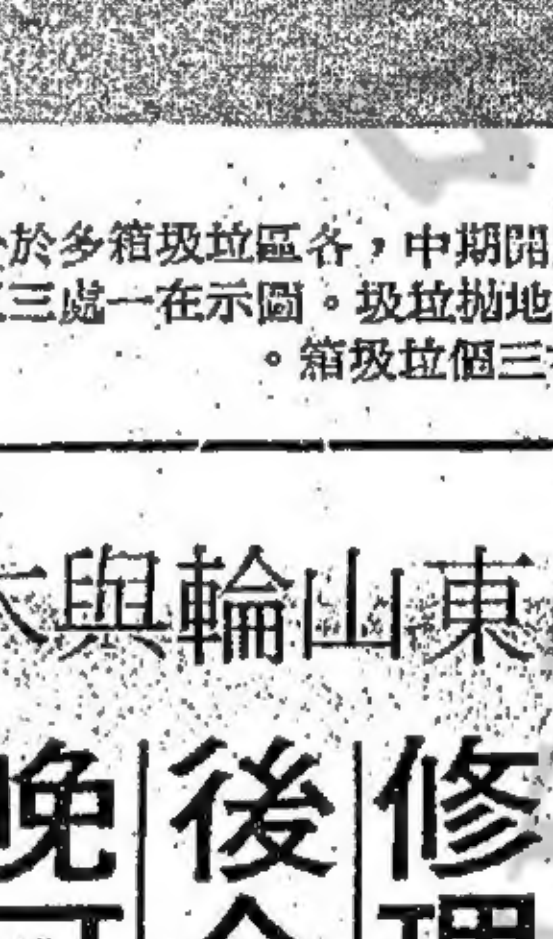 開期中，各區垃圾箱多於
地拋垃圾。圖示在一處三
三個垃圾箱。
東山輪與
修
後
晚